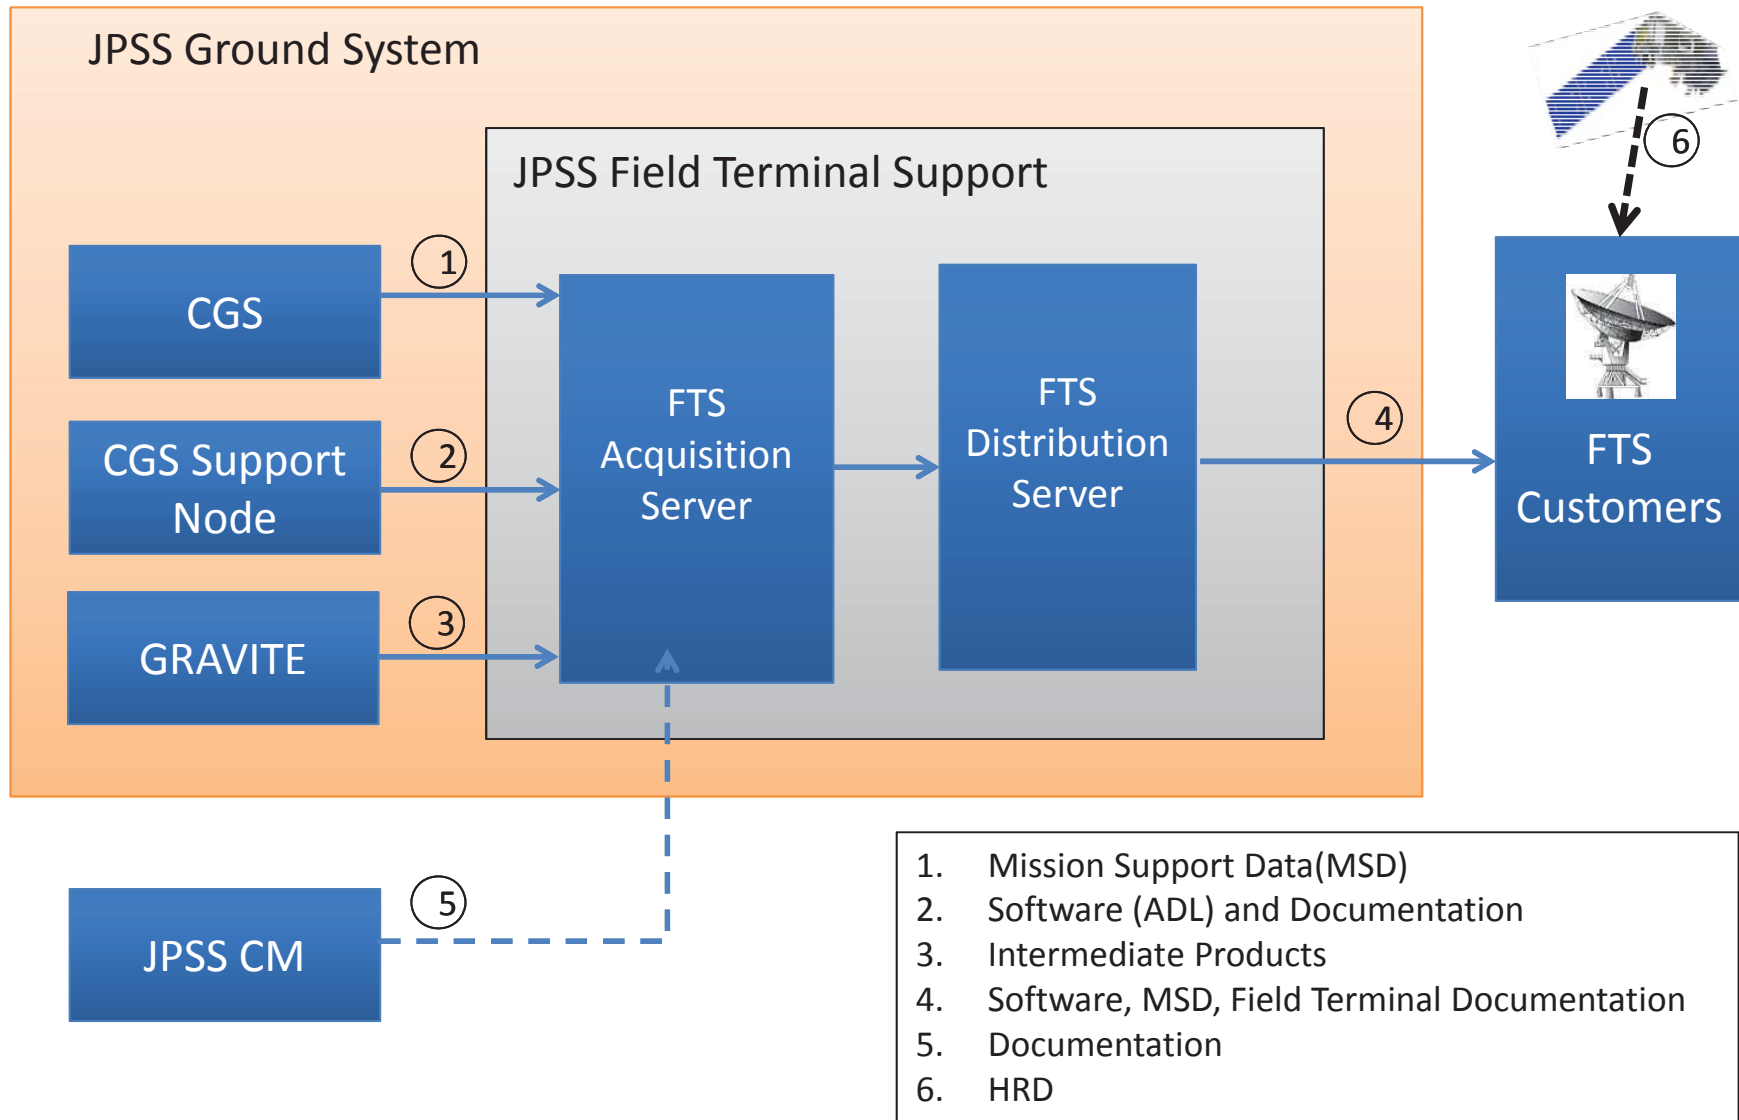 JPSS Ground System
JPSS Field Terminal Support
6
1
CGS
FTS
Acquisition
Server
FTS
Distribution
Server
4
FTS
Customers
2
CGS Support
Node
3
GRAVITE
5
JPSS CM
1. Mission Support Data(MSD)
2. Software (ADL) and Documentation
3. Intermediate Products
4. Software, MSD, Field Terminal Documentation
5. Documentation
6. HRD